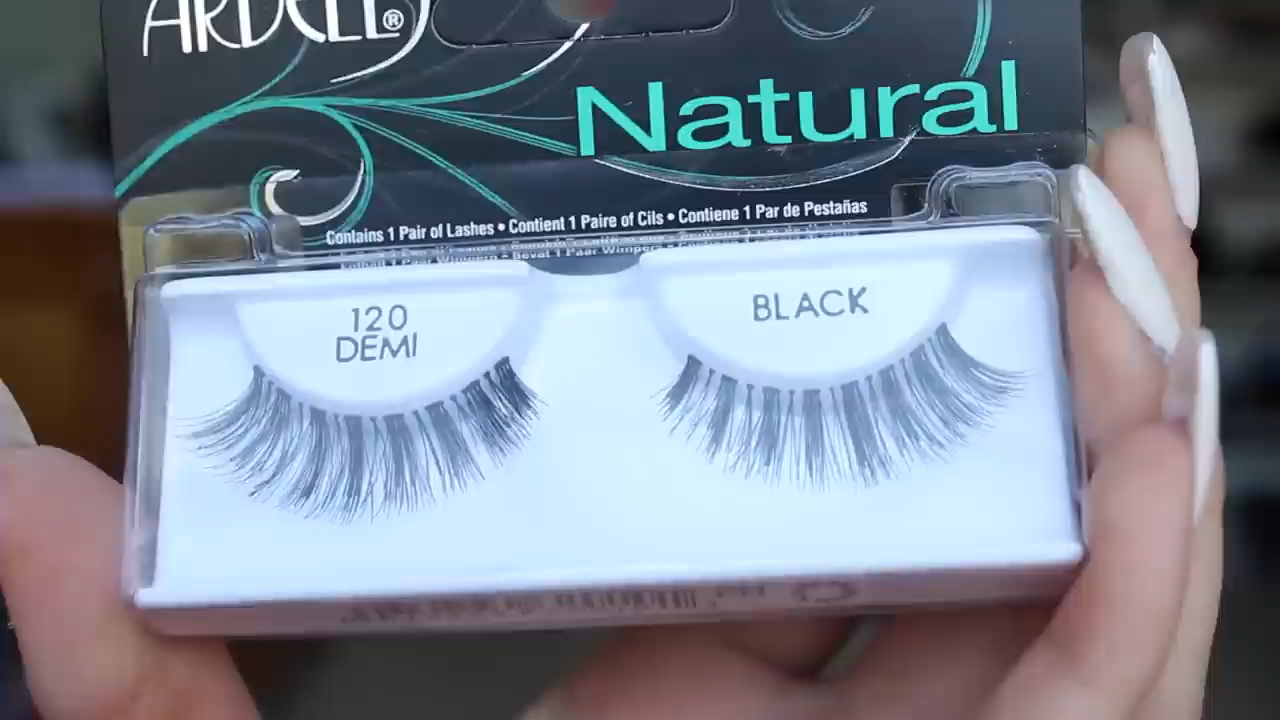 ARDELL®
Natural
Contains 1 Pair of Lashes • Contient 1 Paire of Cils • Contiene 1 Par de Pestañas
120
DEMI
BLACK